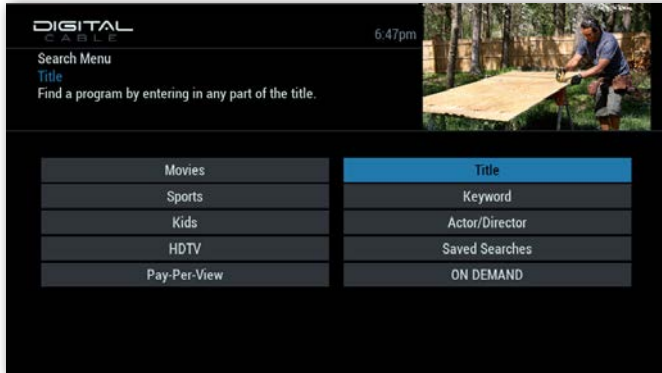 DIGITAL
CABLE
6:47pm
Search Menu
Title
Find a program by entering in any part of the title.
Movies
Title
Sports
Keyword
Kids
Actor/Director
HDTV
Saved Searches
Pay-Per-View
ON DEMAND